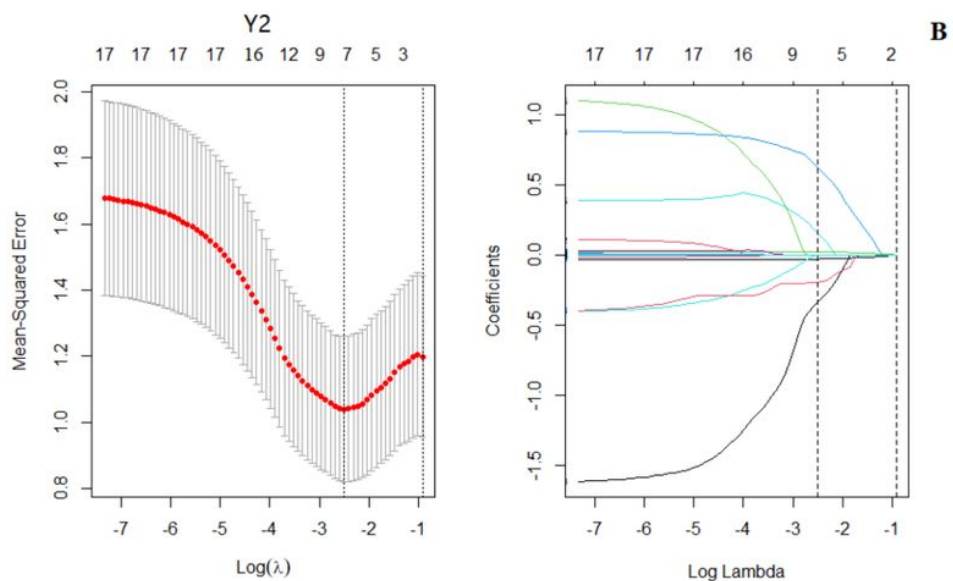 Y2
B
17 17 17 17 16 12 9 7 5 3
2.0
1.8
1.6
1.4
1.2
1.0
0.8
Mean-Squared Error
-7 -6 -5 -4 -3 -2 -1
Log(λ)
17 17 17 16 9 5 2
1.0
0.5
0.0
-0.5
-1.0
-1.5
Coefficients
-7 -6 -5 -4 -3 -2 -1
Log Lambda